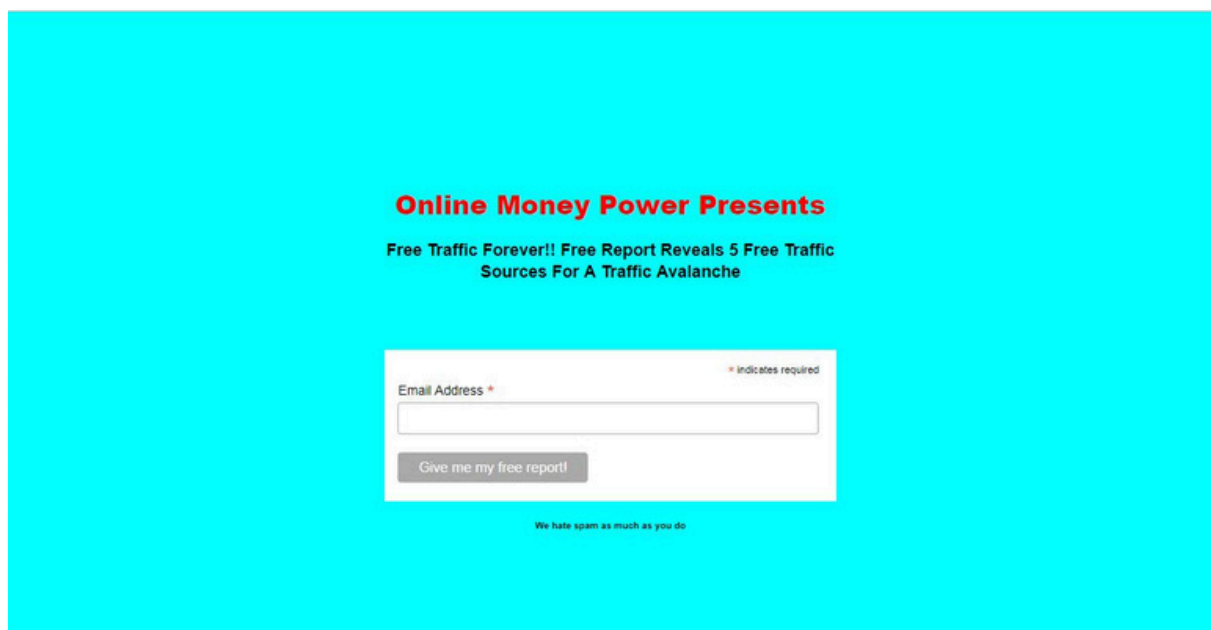 Online Money Power Presents
Free Traffic Forever!! Free Report Reveals 5 Free Traffic
Sources For A Traffic Avalanche
* indicates required
Email Address *
Give me my free report!
We hate spam as much as you do